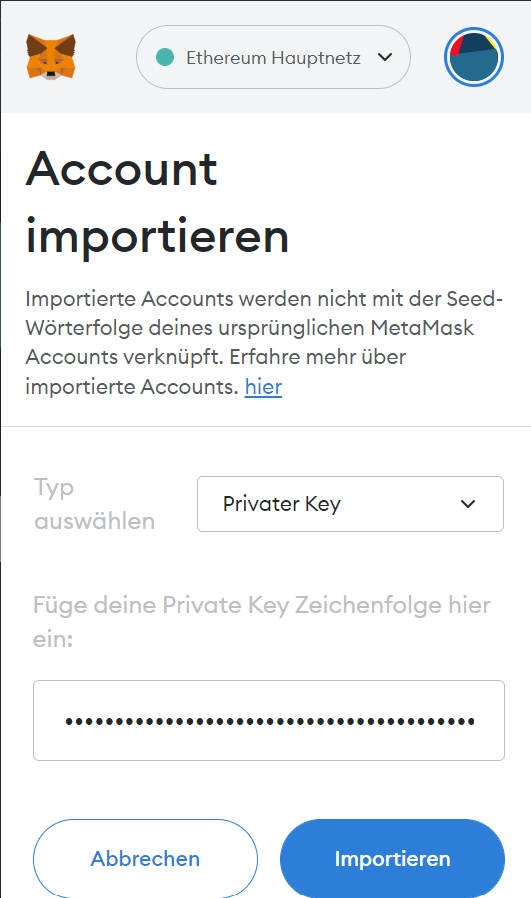 Ethereum Hauptnetz
Account
importieren
Importierte Accounts werden nicht mit der Seed-
Wörterfolge deines ursprünglichen MetaMask
Accounts verknüpft. Erfahre mehr über
importierte Accounts. hier
Typ
auswählen
Privater Key
Füge deine Private Key Zeichenfolge hier
ein:
Abbrechen
Importieren